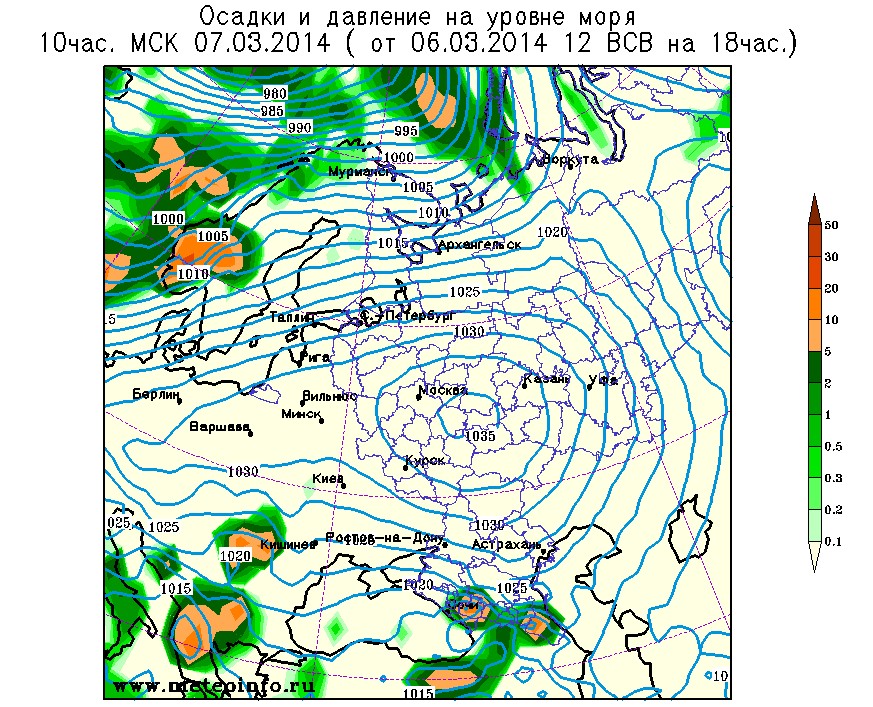 Осадки и давление на уровне моря
10час. МСК 07.03.2014 ( от 06.03.2014 12 ВСВ на 18час.)
980
985
990
995
1000
Воркута
Мурманск
1005
1010
1000
1005
1015
Архангельск
1020
1010
1025
Таллин
С.-Петербург
1030
Рига
Казань
Уфа
Берлин
Вильнюс
Москва
Минск
Варшава
1035
Курск
1030
Киев
025
1025
1030
Кишинев
Ростов-на-Дону
Астрахань
1020
1015
1020
1025
Сочи
1015
10
www.meteoinfo.ru
50
30
20
10
5
2
1
0.5
0.3
0.2
0.1